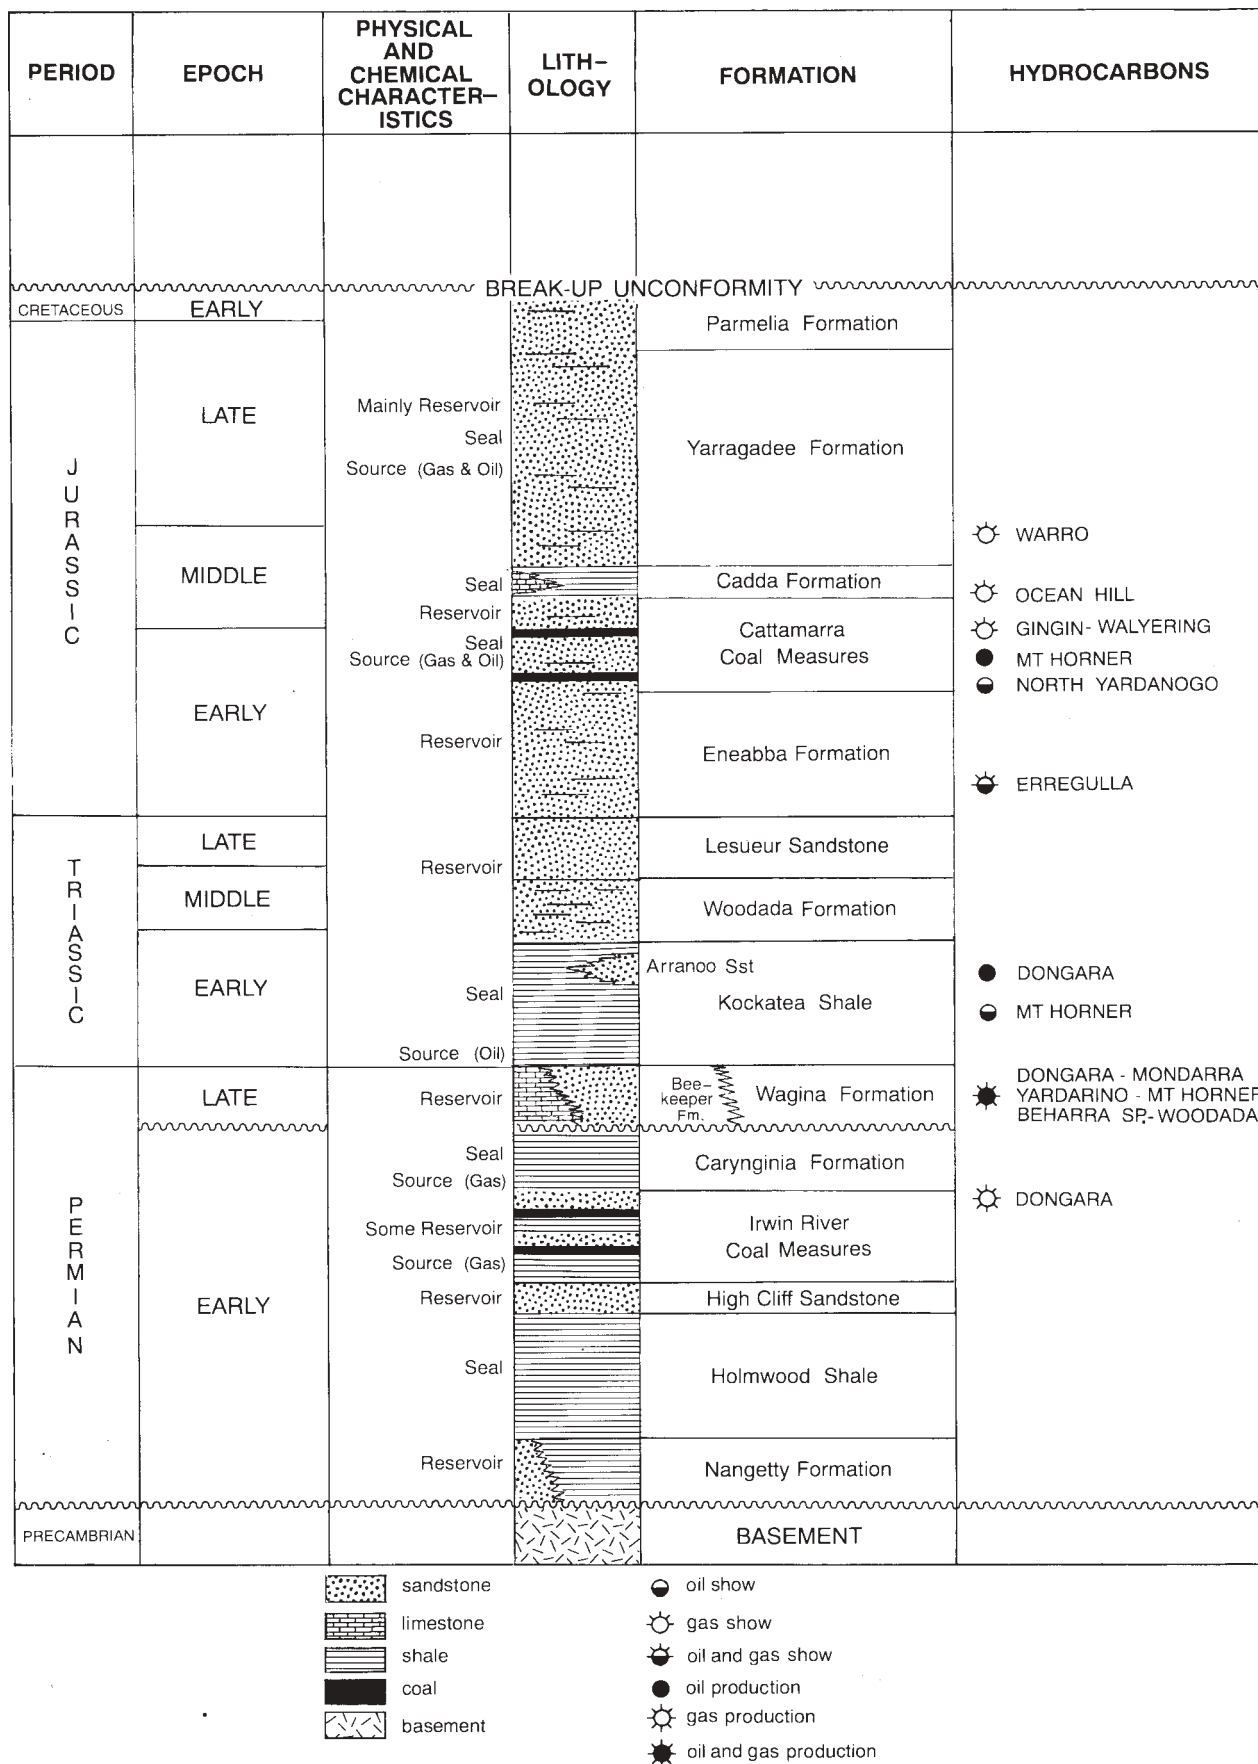 PERIOD
EPOCH
PHYSICAL
AND
CHEMICAL
CHARACTER–
ISTICS
LITH–
OLOGY
FORMATION
HYDROCARBONS
BREAK-UP UNCONFORMITY
CRETACEOUS
EARLY
Parmelia Formation
JURASSIC
LATE
Mainly Reservoir
Seal
Source (Gas & Oil)
Yarragadee Formation
WARRO
MIDDLE
Seal
Cadda Formation
OCEAN HILL
Reservoir
Seal
Source (Gas & Oil)
Cattamarra
Coal Measures
GINGIN-WALYERING
MT HORNER
NORTH YARDANOGO
EARLY
Reservoir
Eneabba Formation
ERREGULLA
TRIASSIC
LATE
Reservoir
Lesueur Sandstone
MIDDLE
Woodada Formation
EARLY
Arranoo Sst
DONGARA
Seal
Kockatea Shale
MT HORNER
Source (Oil)
PERMIAN
LATE
Reservoir
Bee–
keeper
Fm.
Wagina Formation
DONGARA - MONDARRA
YARDARINO - MT HORNER
BEHARRA SP.-WOODADA
Seal
Source (Gas)
Carynginia Formation
DONGARA
EARLY
Some Reservoir
Source (Gas)
Irwin River
Coal Measures
Reservoir
High Cliff Sandstone
Seal
Holmwood Shale
Reservoir
Nangetty Formation
PRECAMBRIAN
BASEMENT
sandstone
limestone
shale
coal
basement
oil show
gas show
oil and gas show
oil production
gas production
oil and gas production